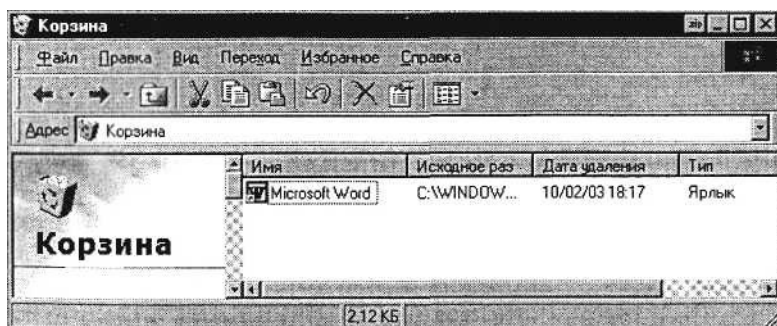 Корзина
zip
Файл Правка Вид Переход Избранное Справка
Адрес Корзина
Имя Исходное раз Дата удаления Тип
Microsoft Word C:\WINDOW... 10/02/03 18:17 Ярлык
Корзина
2,12 КБ